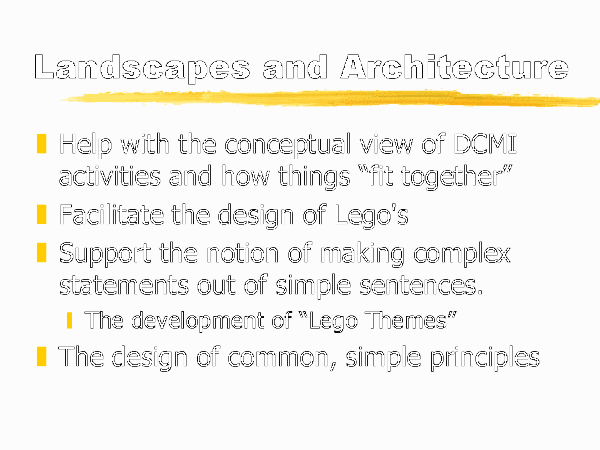 Landscapes and Architecture
Help with the conceptual view of DCMI
activities and how things “fit together”
Facilitate the design of Lego's
Support the notion of making complex
statements out of simple sentences.
The development of “Lego Themes”
The design of common, simple principles